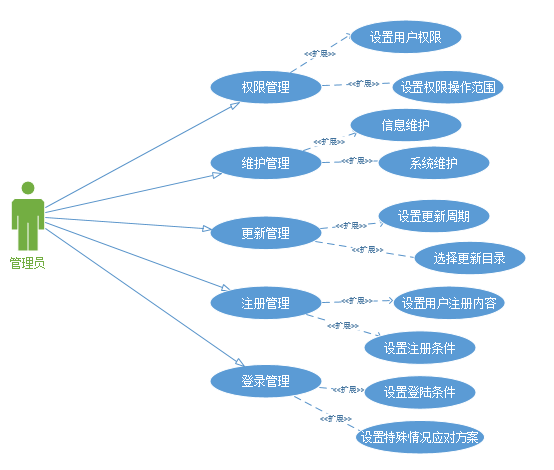 设置用户权限
<<扩展>>
权限管理
<<扩展>>
设置权限操作范围
信息维护
<<扩展>>
维护管理
<<扩展>>
系统维护
设置更新周期
<<扩展>>
更新管理
<<扩展>>
选择更新目录
管理员
注册管理
<<扩展>>
设置用户注册内容
<<扩展>>
设置注册条件
登录管理
<<扩展>>
设置登陆条件
<<扩展>>
设置特殊情况应对方案